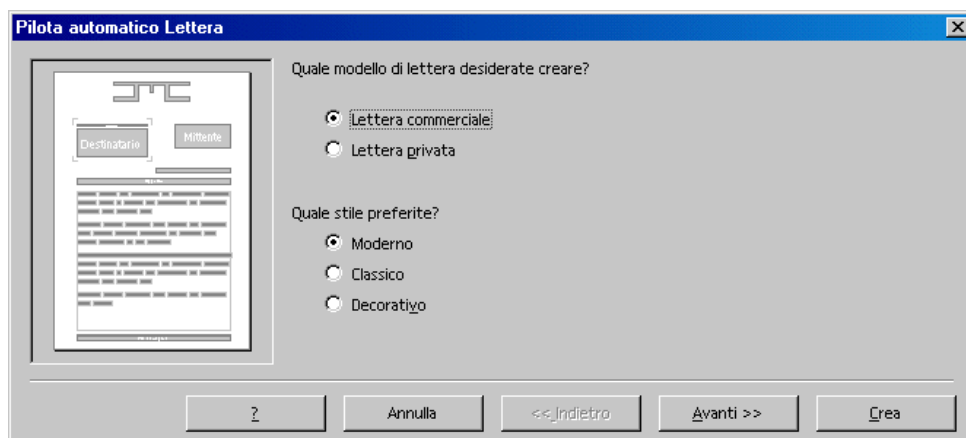 Pilota automatico Lettera
Quale modello di lettera desiderate creare?
Lettera commerciale
Lettera privata
Destinatario
Mittente
Quale stile preferite?
Moderno
Classico
Decorativo
? Annulla << Indietro Avanti >> Crea